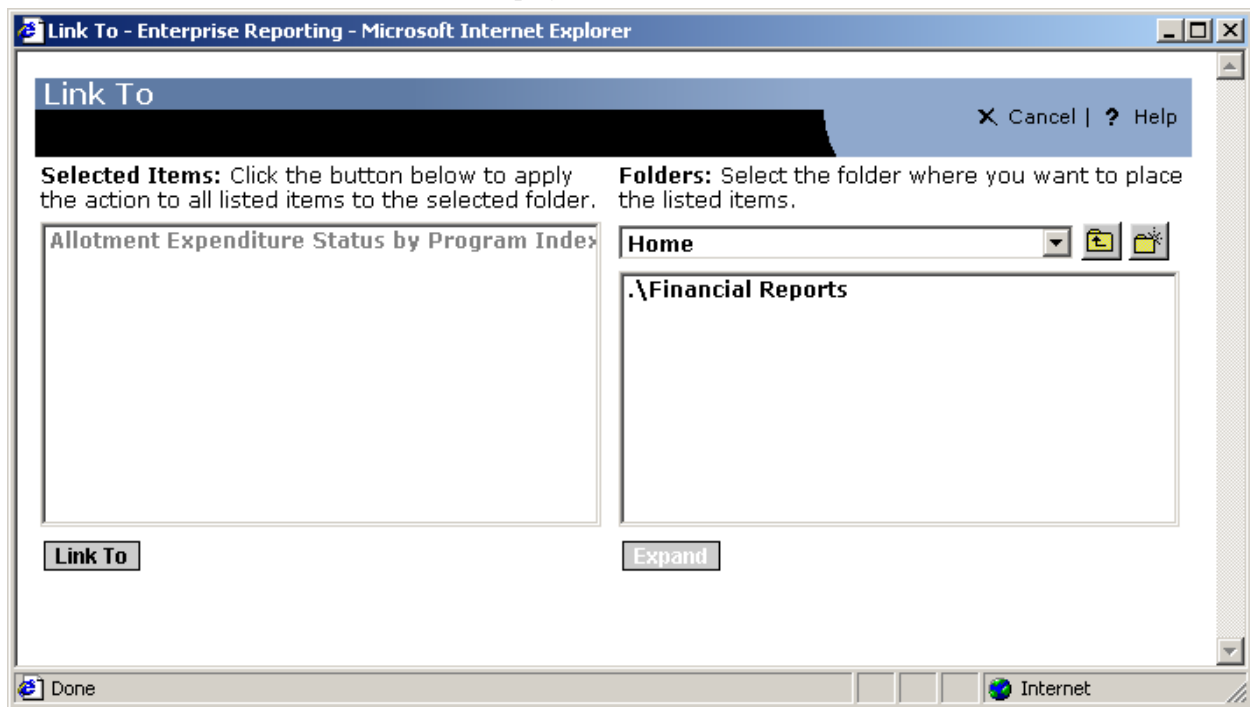 Link To - Enterprise Reporting - Microsoft Internet Explorer
Link To
Cancel | ? Help
Selected Items: Click the button below to apply
the action to all listed items to the selected folder.
Folders: Select the folder where you want to place
the listed items.
Allotment Expenditure Status by Program Index
Home
.\Financial Reports
Link To
Expand
Done
Internet